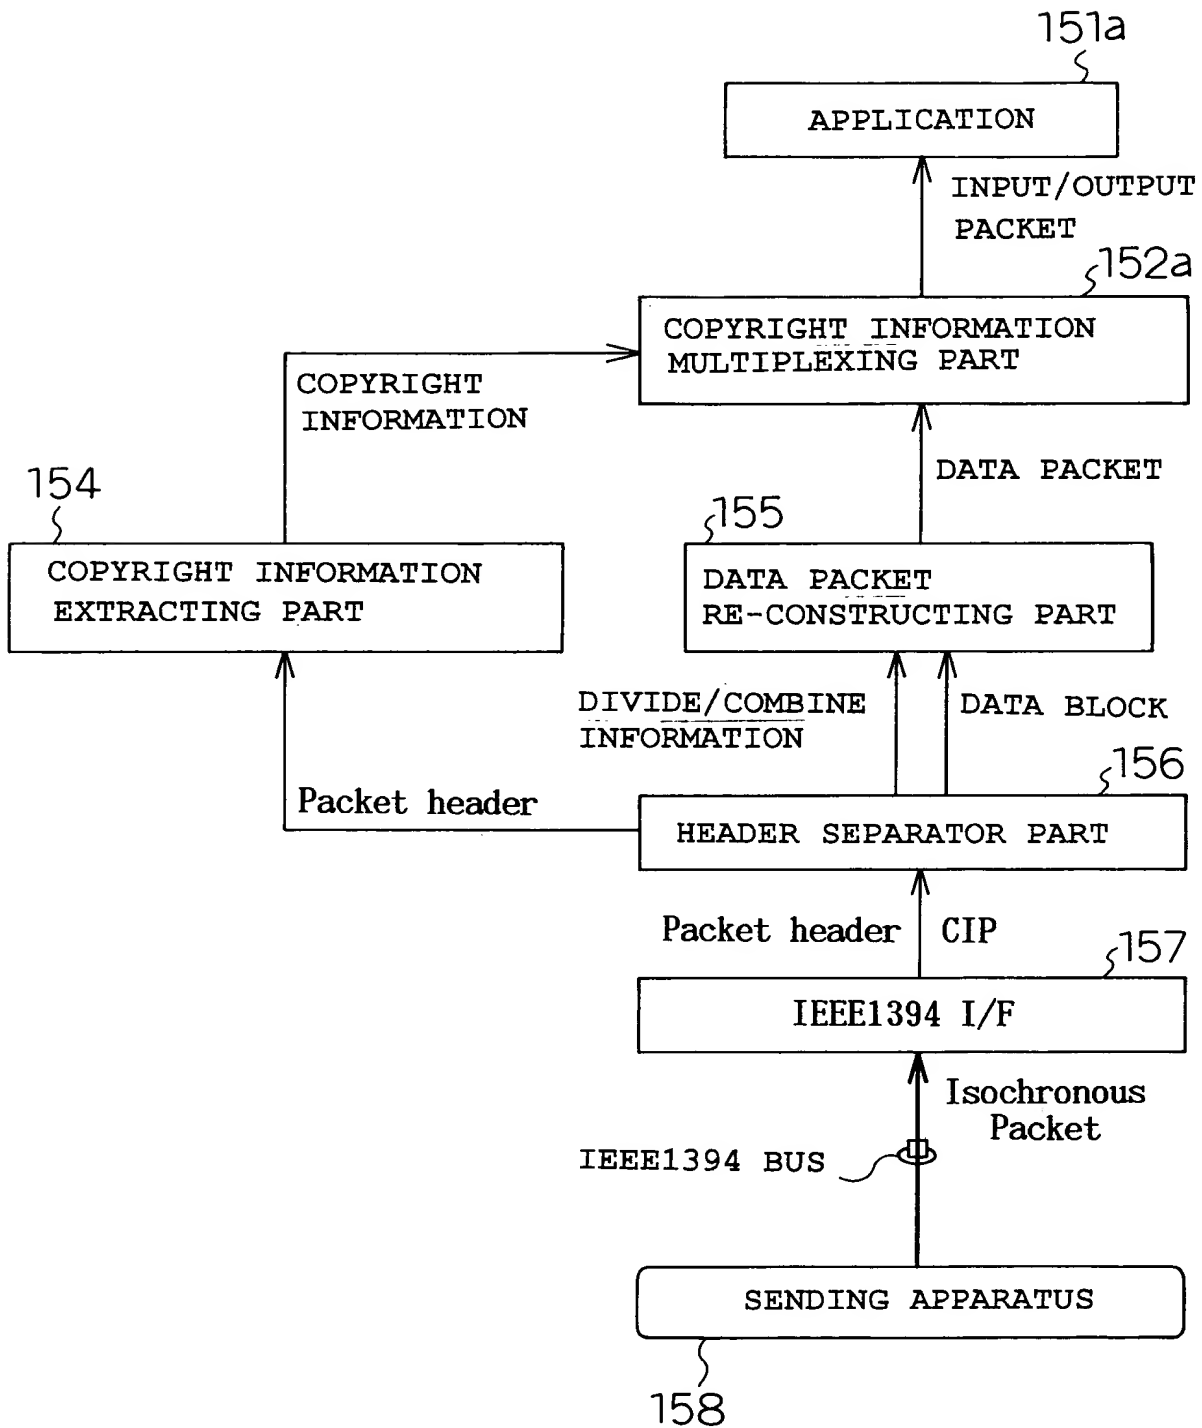 151a
APPLICATION
INPUT/OUTPUT
PACKET
152a
COPYRIGHT INFORMATION
MULTIPLEXING PART
COPYRIGHT
INFORMATION
DATA PACKET
154
155
COPYRIGHT INFORMATION
EXTRACTING PART
DATA PACKET
RE-CONSTRUCTING PART
DIVIDE/COMBINE
INFORMATION
DATA BLOCK
156
Packet header
HEADER SEPARATOR PART
Packet header
CIP
157
IEEE1394 I/F
Isochronous
Packet
IEEE1394 BUS
SENDING APPARATUS
158